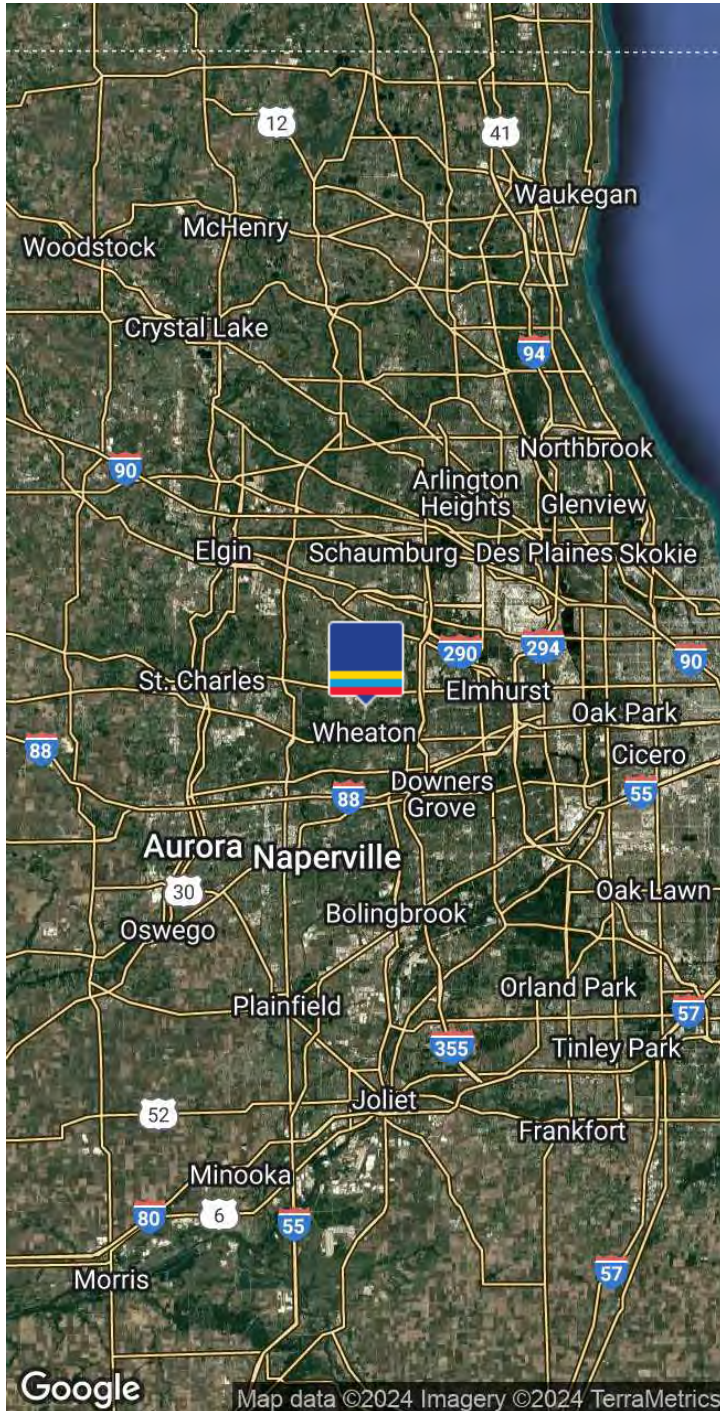 12
41
Waukegan
McHenry
Woodstock
Crystal Lake
94
Northbrook
90
Arlington
Heights
Glenview
Elgin
Schaumburg
Des Plaines
Skokie
290
294
90
St. Charles
Elmhurst
Oak Park
Wheaton
88
Cicero
88
Downers
Grove
55
Aurora
Naperville
30
Oak Lawn
Oswego
Bolingbrook
Plainfield
Orland Park
57
355
Tinley Park
Joliet
52
Frankfort
Minooka
80
6
55
57
Morris
Google
Map data ©2024 Imagery ©2024 TerraMetrics